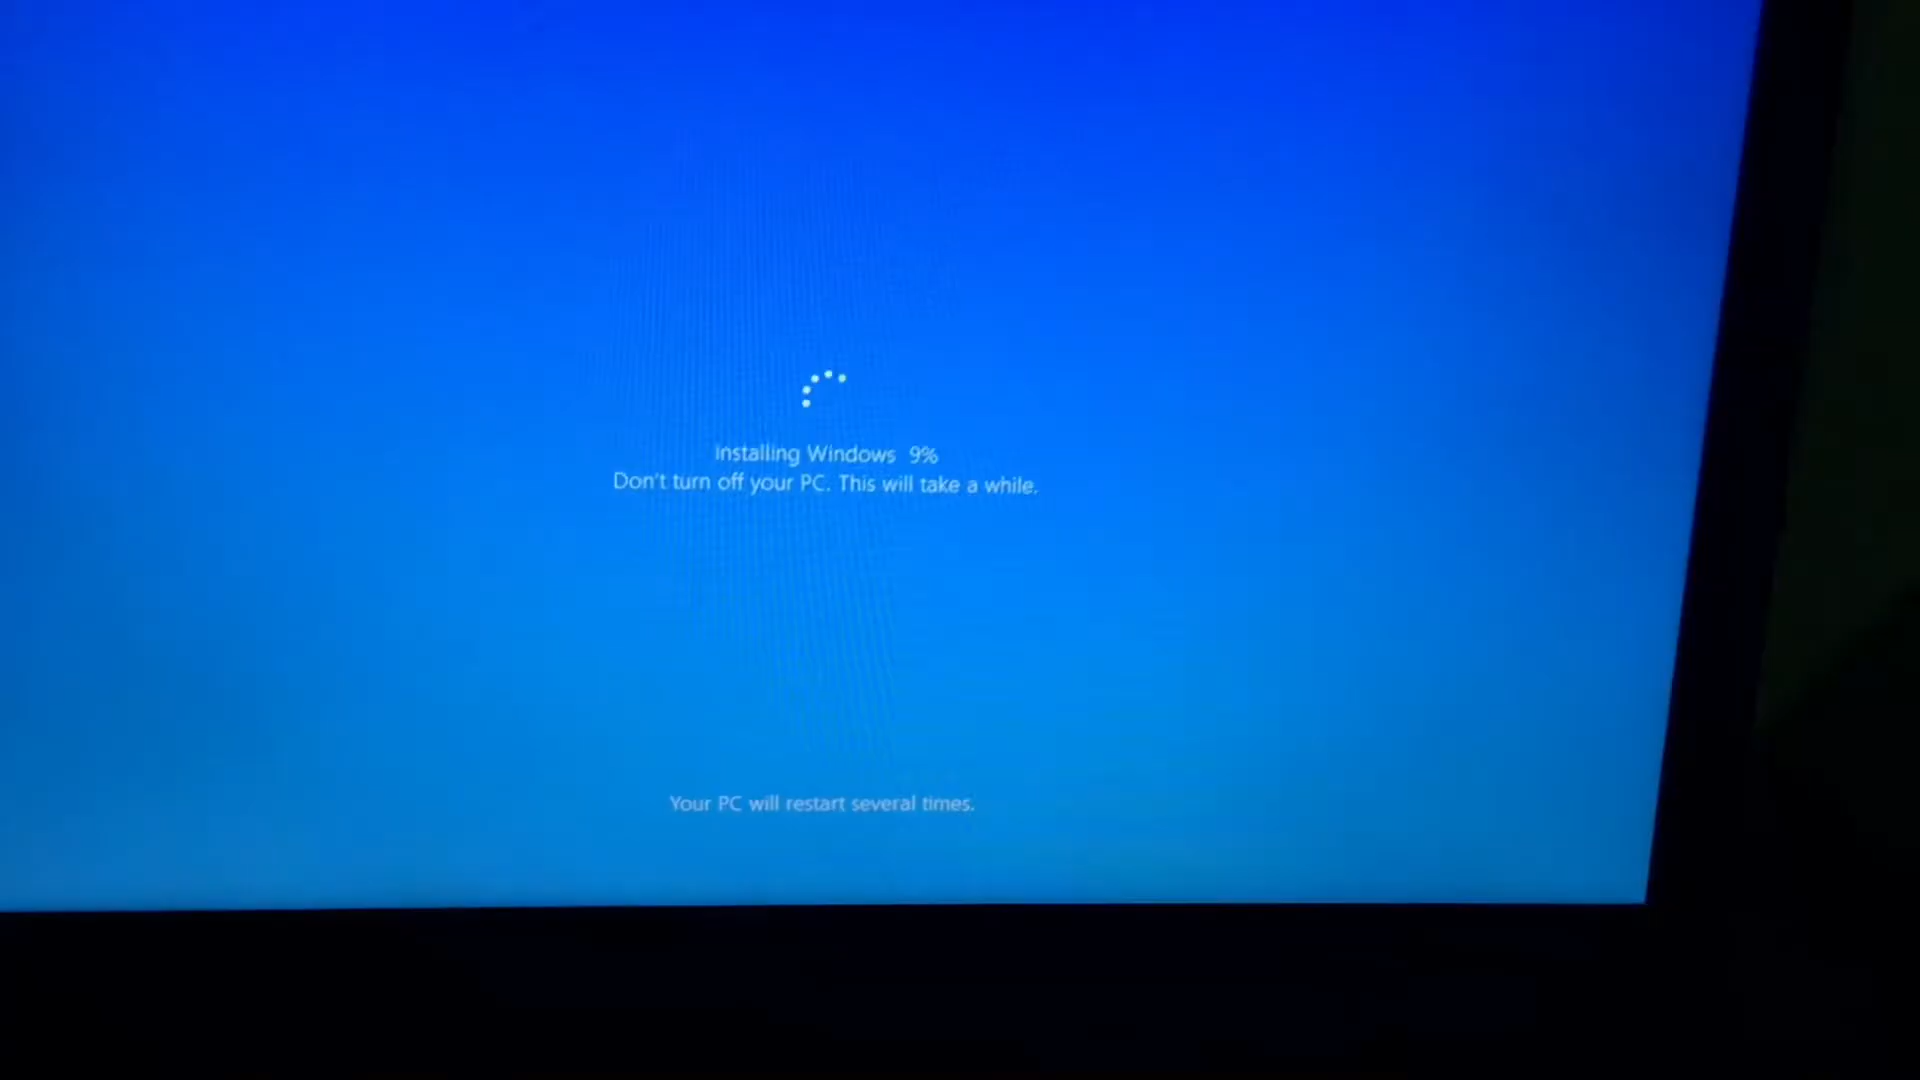 Installing Windows 9%
Don't turn off your PC. This will take a while.
Your PC will restart several times.